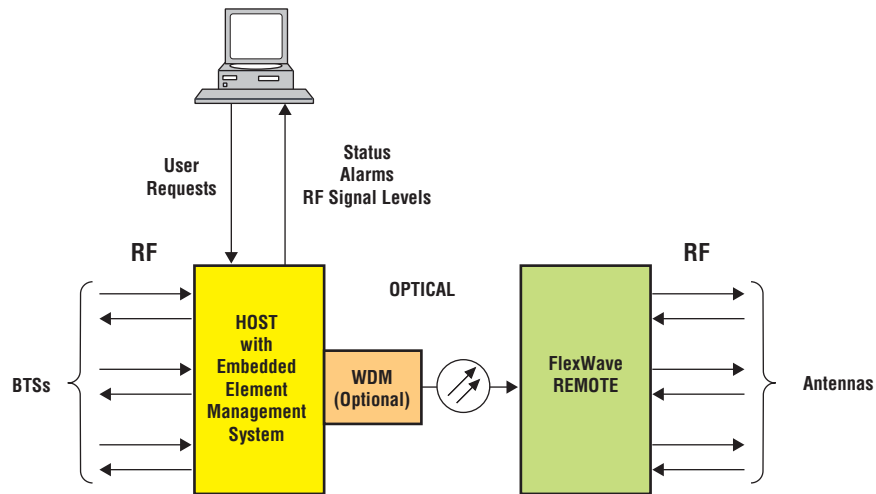 User
Requests
Status
Alarms
RF Signal Levels
RF
RF
OPTICAL
HOST
with
Embedded
Element
Management
System
WDM
(Optional)
FlexWave
REMOTE
BTSs
Antennas